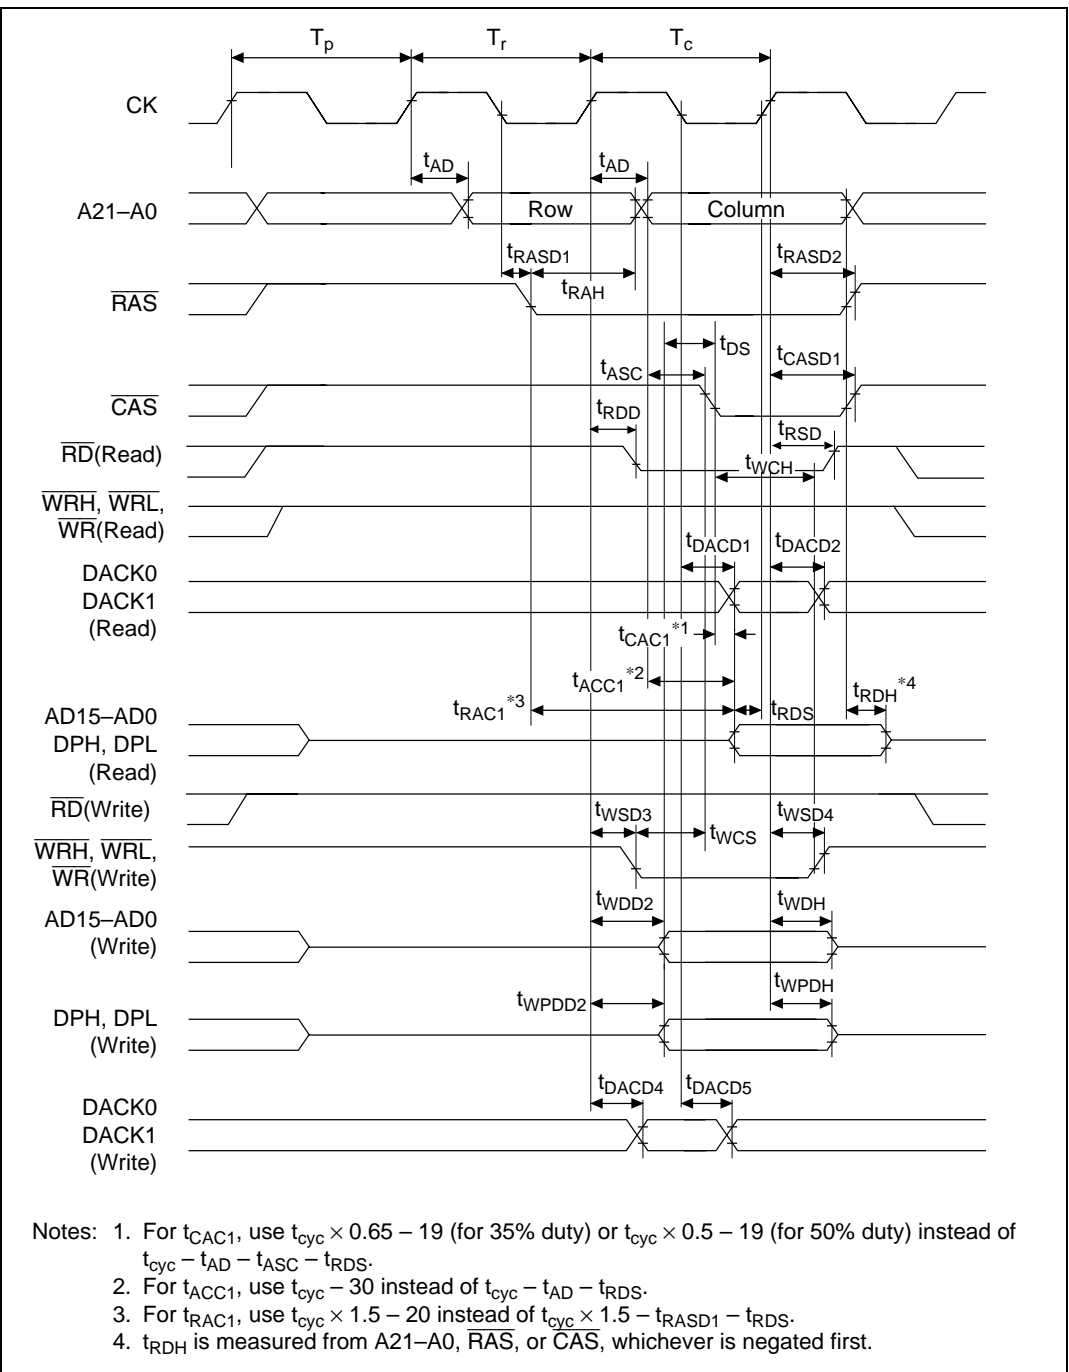 Tp Tr Tc
CK
tAD tAD
A21–A0 Row Column
tRASD1 tRASD2
tRAH
RAS
tDS
tASC tCASD1
CAS
tRDD tRSD
RD(Read)
tWCH
WRH, WRL,
WR(Read)
tDACD1 tDACD2
DACK0
DACK1
(Read)
tCAC1*1
tACC1*2
tRAC1*3 tRDS tRDH*4
AD15–AD0
DPH, DPL
(Read)
RD(Write)
tWSD3 tWCS tWSD4
WRH, WRL,
WR(Write)
tWDD2 tWDH
AD15–AD0
(Write)
tWPDD2 tWPDH
DPH, DPL
(Write)
tDACD4 tDACD5
DACK0
DACK1
(Write)
Notes: 1. For tCAC1, use tcyc × 0.65 – 19 (for 35% duty) or tcyc × 0.5 – 19 (for 50% duty) instead of
tcyc – tAD – tASC – tRDS.
2. For tACC1, use tcyc – 30 instead of tcyc – tAD – tRDS.
3. For tRAC1, use tcyc × 1.5 – 20 instead of tcyc × 1.5 – tRASD1 – tRDS.
4. tRDH is measured from A21–A0, RAS, or CAS, whichever is negated first.